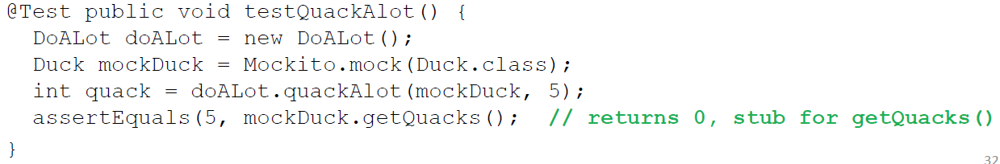 @Test public void testQuackAlot() {
  DoALot doALot = new DoALot();
  Duck mockDuck = Mockito.mock(Duck.class);
  int quack = doALot.quackAlot(mockDuck, 5);
  assertEquals(5, mockDuck.getQuacks();  // returns 0, stub for getQuacks()
}
32